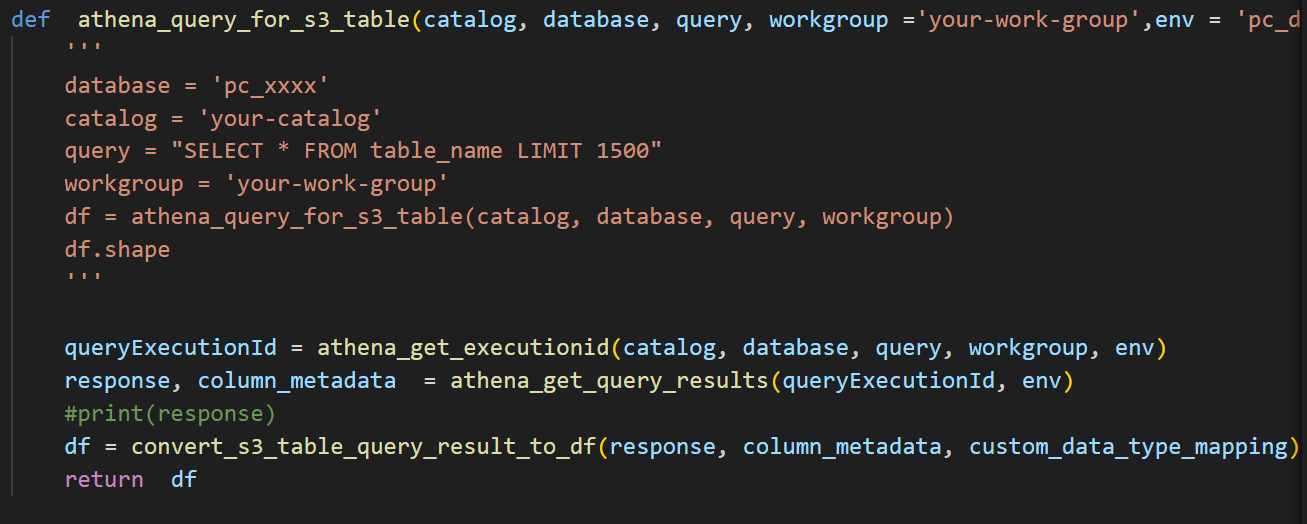 def  athena_query_for_s3_table(catalog, database, query, workgroup ='your-work-group',env = 'pc_d
'''
database = 'pc_xxxx'
catalog = 'your-catalog'
query = "SELECT * FROM table_name LIMIT 1500"
workgroup = 'your-work-group'
df = athena_query_for_s3_table(catalog, database, query, workgroup)
df.shape
'''
queryExecutionId = athena_get_executionid(catalog, database, query, workgroup, env)
response, column_metadata  = athena_get_query_results(queryExecutionId, env)
#print(response)
df = convert_s3_table_query_result_to_df(response, column_metadata, custom_data_type_mapping)
return  df